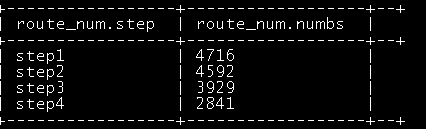 route_num.step route_num.numbs
step1 4716
step2 4592
step3 3929
step4 2841